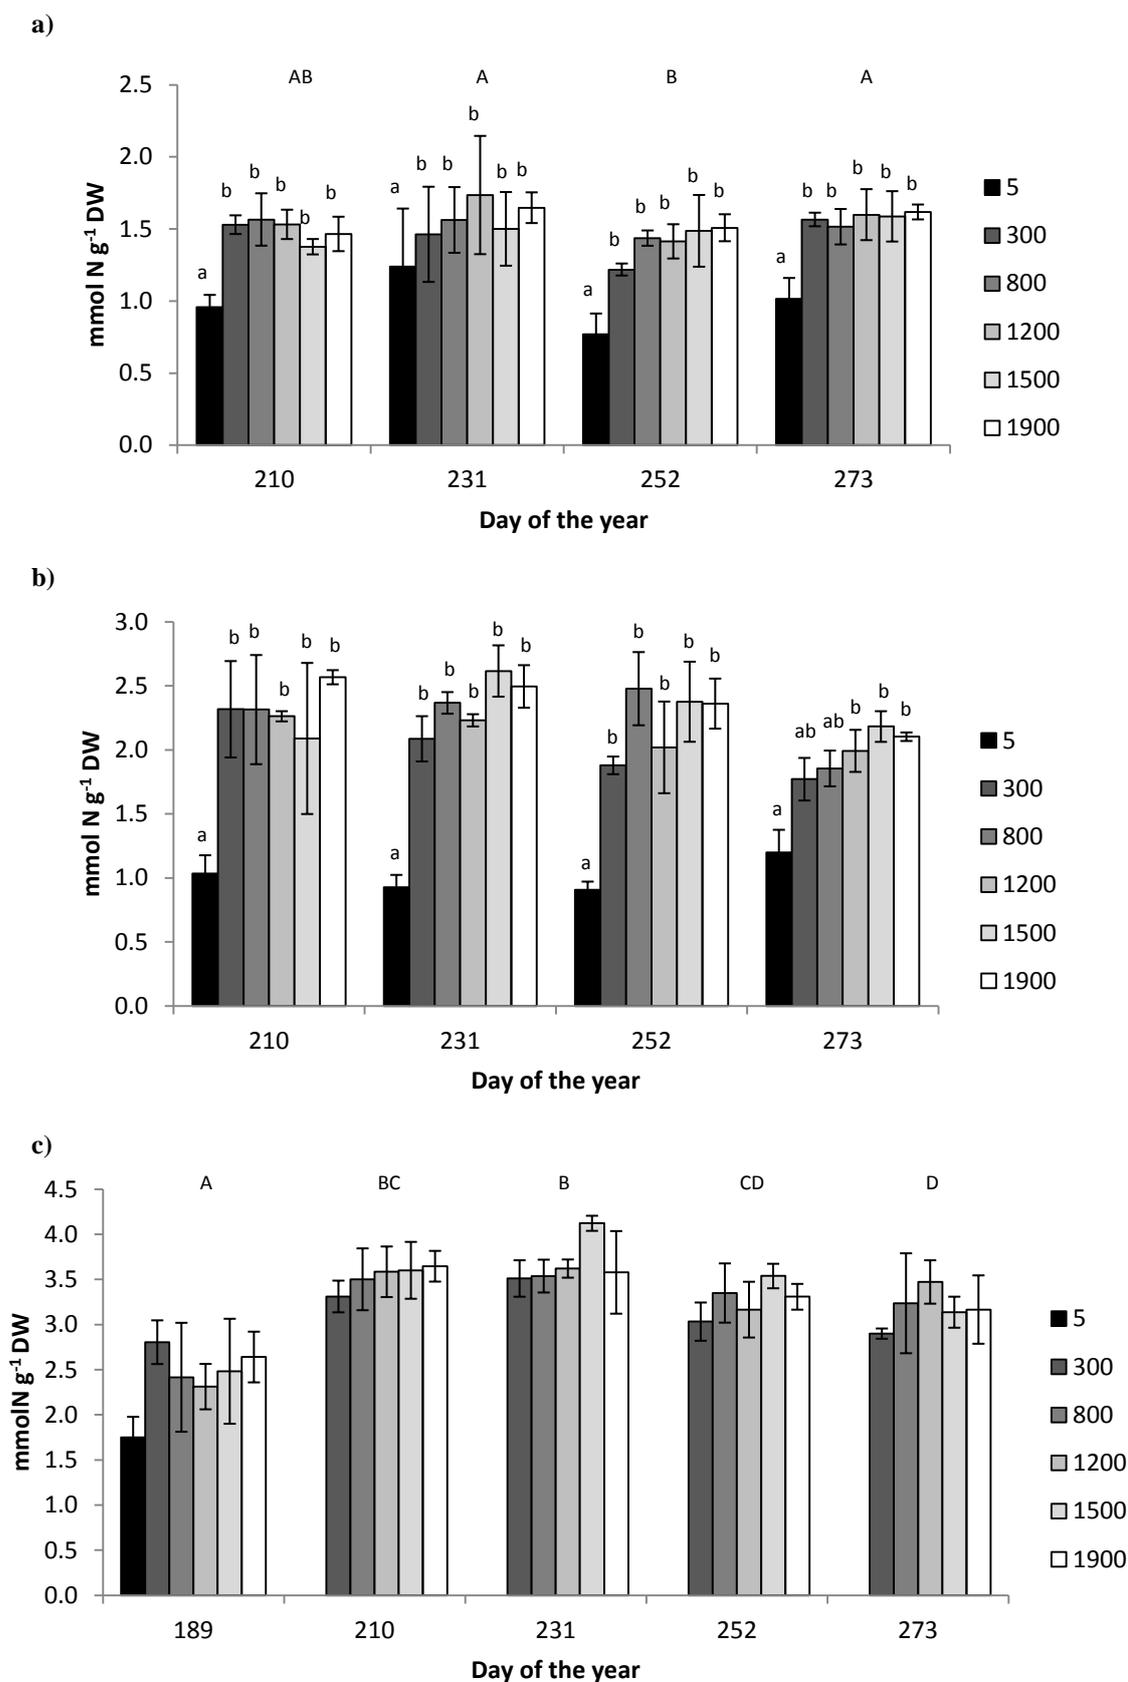 a)
AB A B A
2.5
2.0
1.5
1.0
0.5
0.0
mmol N g⁻¹ DW
a b b b b b
a b b b b b
a b b b b b
a b b b b b
210 231 252 273
Day of the year
5
300
800
1200
1500
1900
b)
3.0
2.5
2.0
1.5
1.0
0.5
0.0
mmol N g⁻¹ DW
a b b b b b
a b b b b b
a b b b b b
a ab ab b b b
210 231 252 273
Day of the year
5
300
800
1200
1500
1900
c)
A BC B CD D
4.5
4.0
3.5
3.0
2.5
2.0
1.5
1.0
0.5
0.0
mmolN g⁻¹ DW
189 210 231 252 273
Day of the year
5
300
800
1200
1500
1900